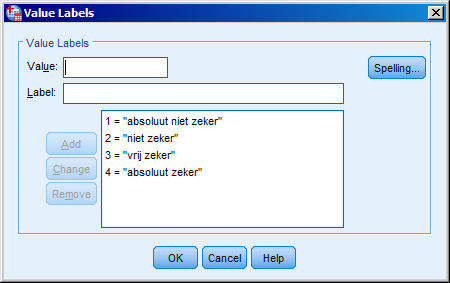 Value Labels
Value Labels
Value:
Spelling...
Label:
1 = "absoluut niet zeker"
2 = "niet zeker"
3 = "vrij zeker"
4 = "absoluut zeker"
Add
Change
Remove
OK
Cancel
Help